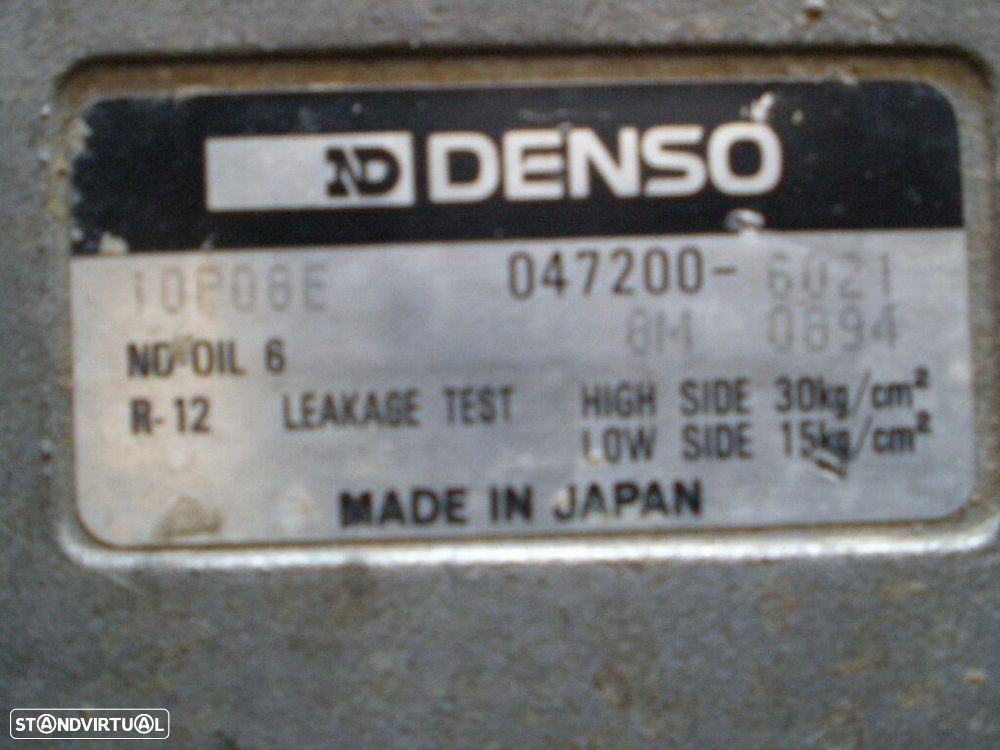 ND DENSO
10P08E 047200-6021
8M 0894
ND-OIL 6
R-12 LEAKAGE TEST HIGH SIDE 30kg/cm²
LOW SIDE 15kg/cm²
MADE IN JAPAN
STANDVIRTUAL